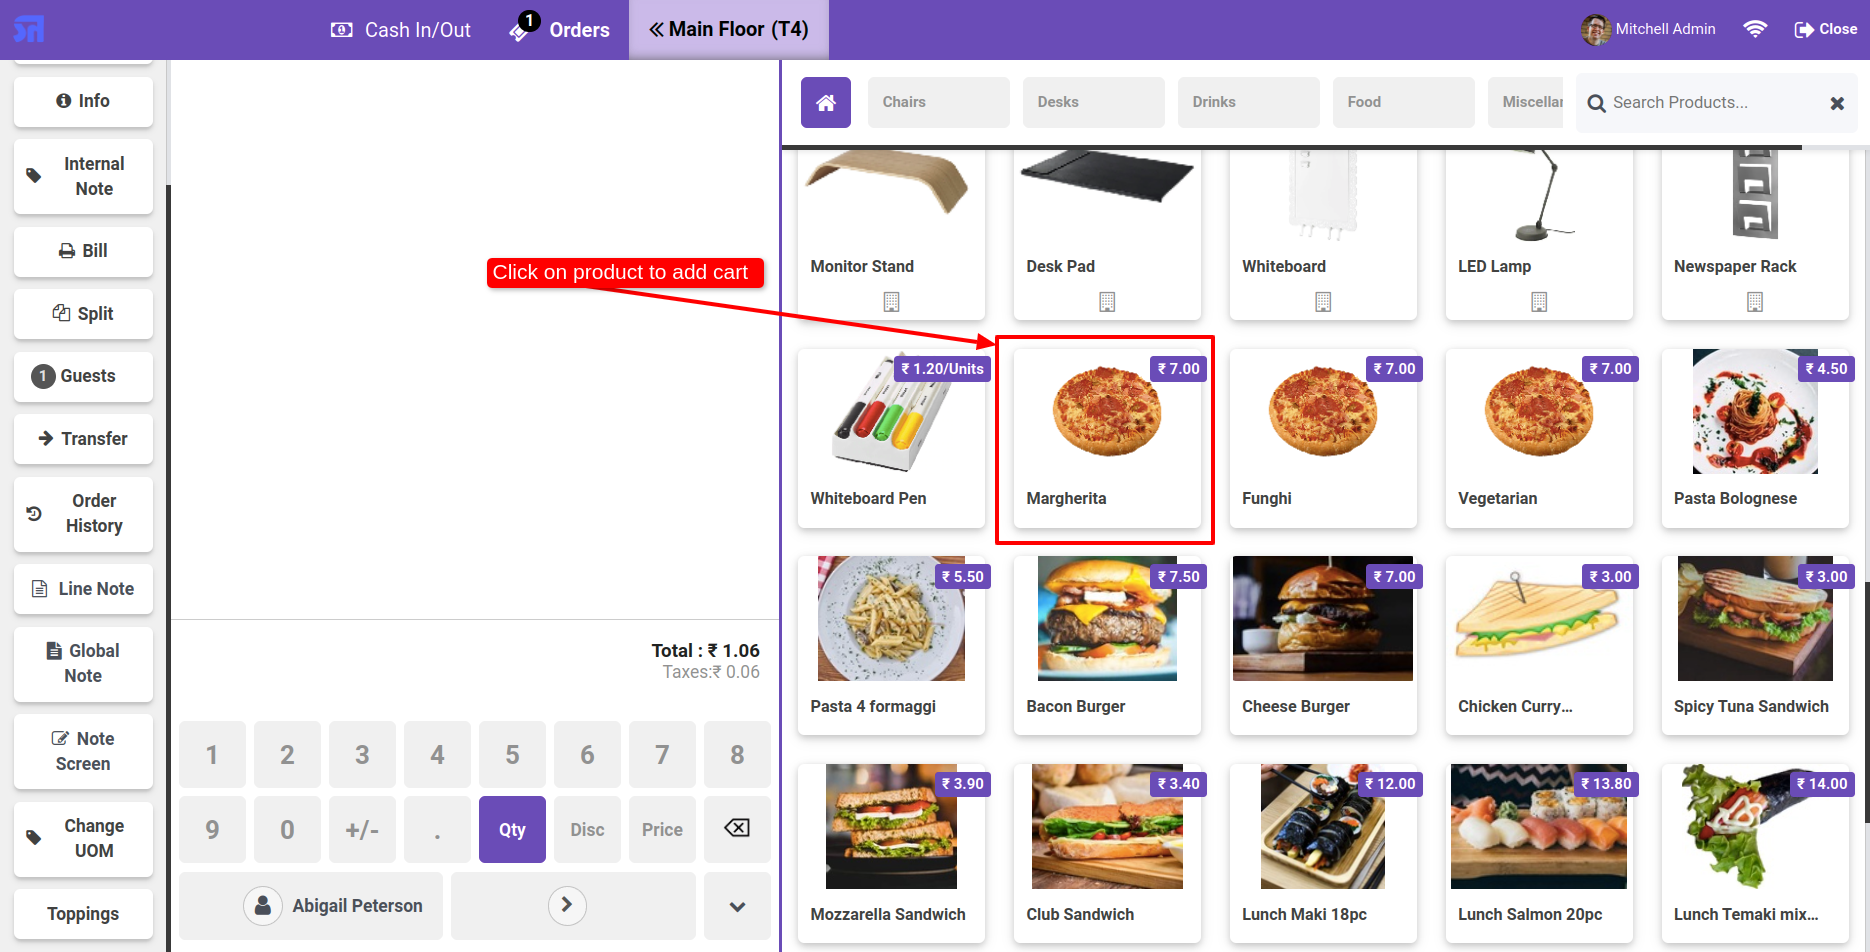 Cash In/Out
1
Orders
Main Floor (T4)
Mitchell Admin
Close
Info
Internal
Note
Bill
Split
1 Guests
Transfer
Order
History
Line Note
Global
Note
Note
Screen
Change
UOM
Toppings
Click on product to add cart
Total : ₹ 1.06
Taxes:₹ 0.06
1 2 3 4 5 6 7 8
9 0 +/- . Qty Disc Price
Abigail Peterson
Chairs
Desks
Drinks
Food
Miscellar
Search Products...
Monitor Stand
Desk Pad
Whiteboard
LED Lamp
Newspaper Rack
₹ 1.20/Units
Whiteboard Pen
₹ 7.00
Margherita
₹ 7.00
Funghi
₹ 7.00
Vegetarian
₹ 4.50
Pasta Bolognese
₹ 5.50
Pasta 4 formaggi
₹ 7.50
Bacon Burger
₹ 7.00
Cheese Burger
₹ 3.00
Chicken Curry...
₹ 3.00
Spicy Tuna Sandwich
₹ 3.90
Mozzarella Sandwich
₹ 3.40
Club Sandwich
₹ 12.00
Lunch Maki 18pc
₹ 13.80
Lunch Salmon 20pc
₹ 14.00
Lunch Temaki mix...